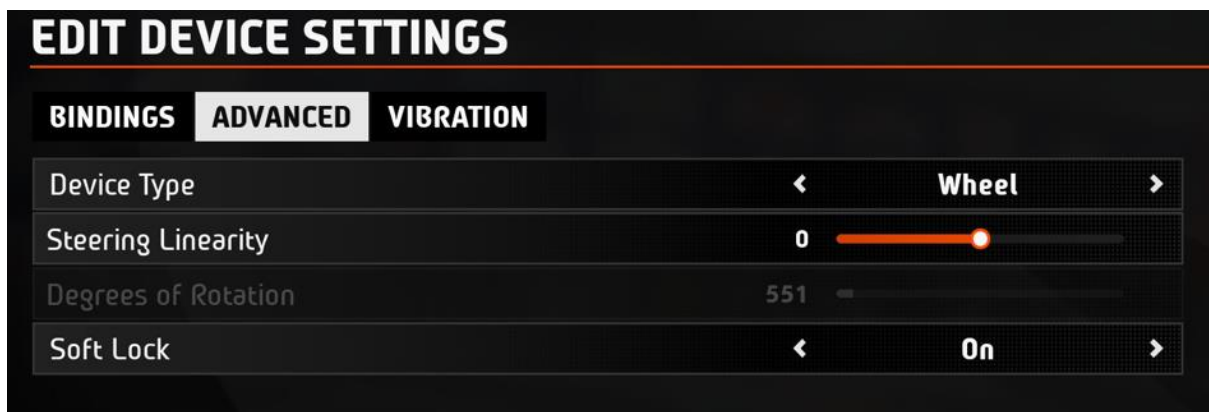 EDIT DEVICE SETTINGS
BINDINGS ADVANCED VIBRATION
Device Type Wheel
Steering Linearity 0
Degrees of Rotation 551
Soft Lock On